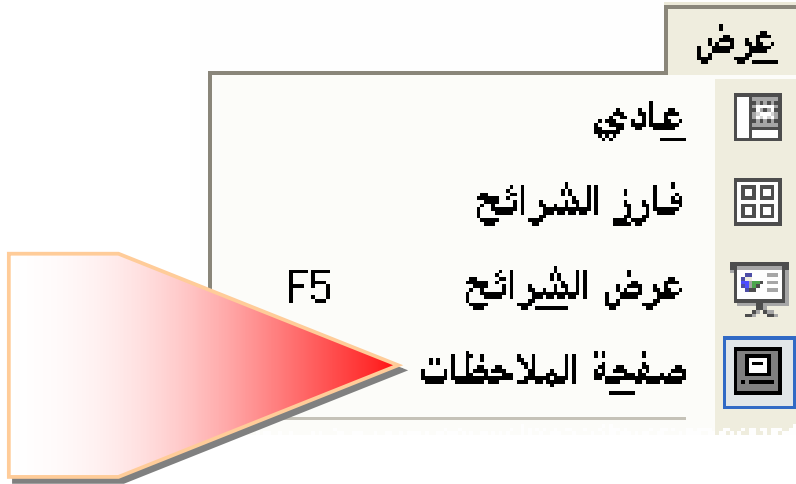 عرض
عادي
فارز الشرائح
عرض الشرائح F5
صفحة الملاحظات